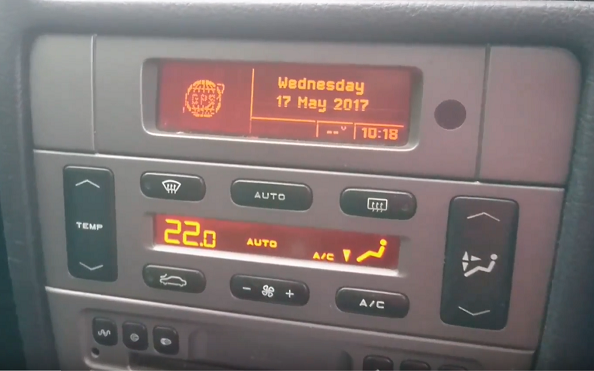 GPS
Wednesday
17 May 2017
--° 10:18
AUTO
TEMP
22.0 AUTO A/C
- +
A/C